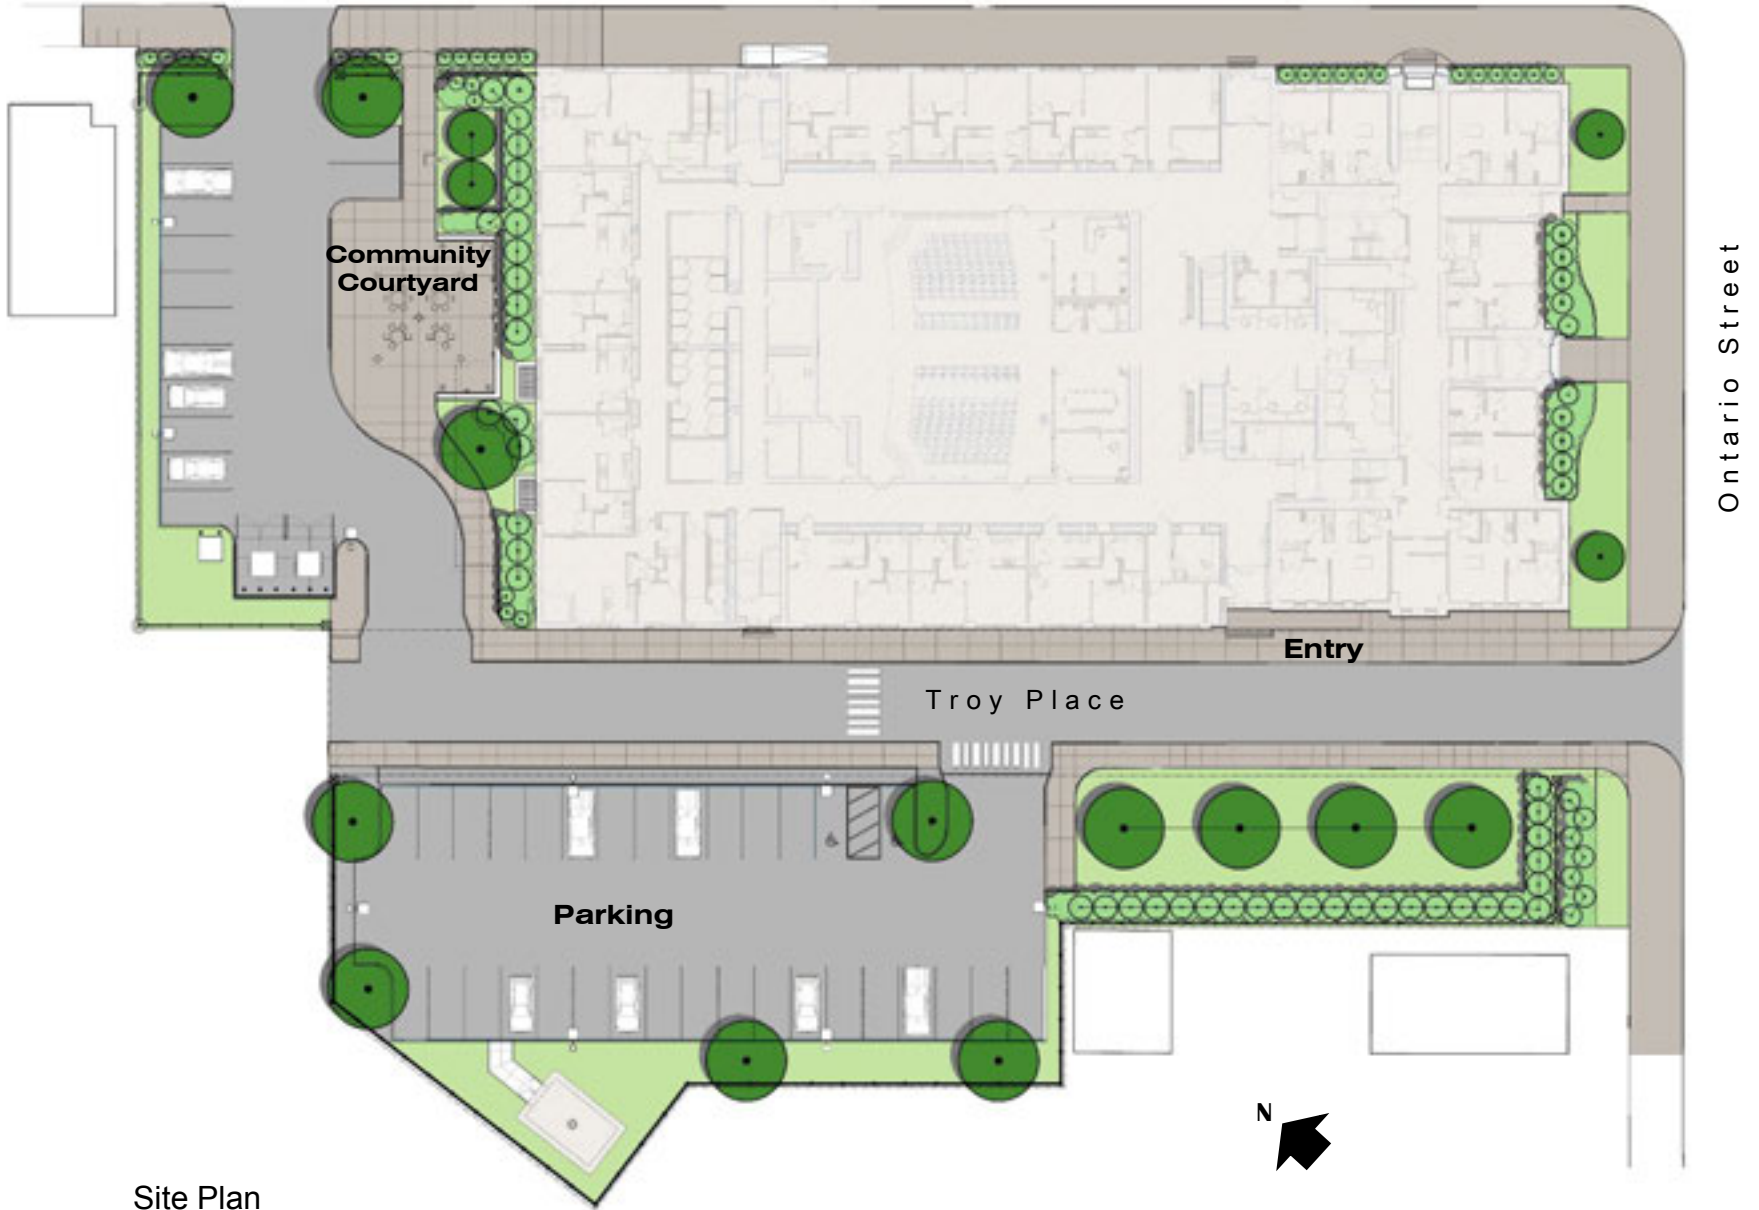 Community
Courtyard
Ontario Street
Entry
Troy Place
Parking
N
Site Plan